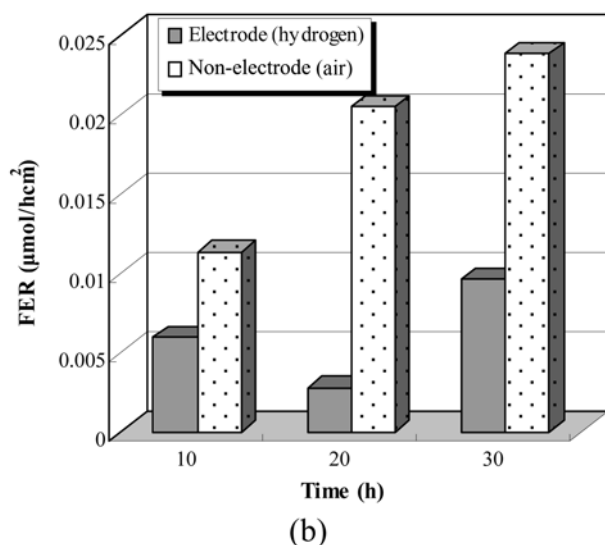 0.025
0.02
0.015
0.01
0.005
0
FER (µmol/hcm²)
Electrode (hydrogen)
Non-electrode (air)
10 20 30
Time (h)
(b)